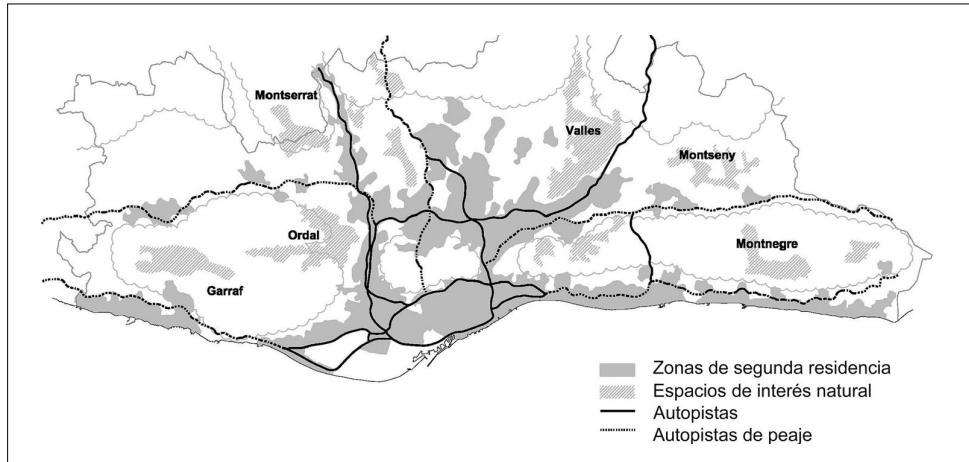 Montserrat
Valles
Montseny
Ordal
Montnegre
Garraf
Zonas de segunda residencia
Espacios de interés natural
Autopistas
Autopistas de peaje